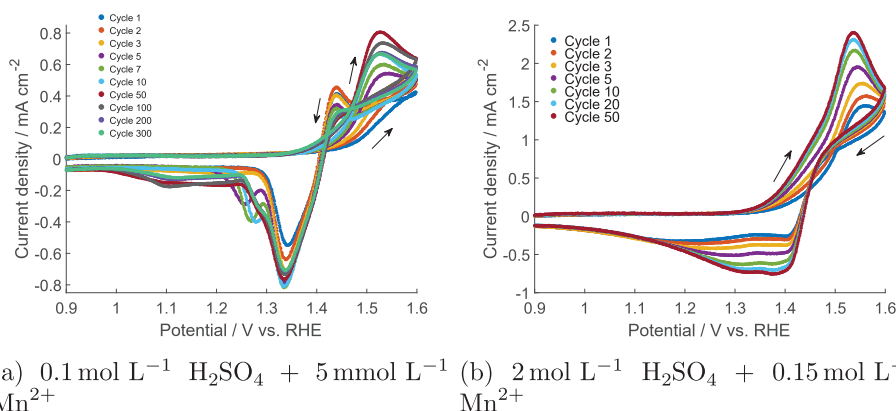 Cycle 1
Cycle 2
Cycle 3
Cycle 5
Cycle 7
Cycle 10
Cycle 50
Cycle 100
Cycle 200
Cycle 300
0.8
0.6
0.4
0.2
0
-0.2
-0.4
-0.6
-0.8
Current density / mA cm⁻²
0.9 1 1.1 1.2 1.3 1.4 1.5 1.6
Potential / V vs. RHE
Cycle 1
Cycle 2
Cycle 3
Cycle 5
Cycle 10
Cycle 20
Cycle 50
2.5
2
1.5
1
0.5
0
-0.5
-1
Current density / mA cm⁻²
0.9 1 1.1 1.2 1.3 1.4 1.5 1.6
Potential / V vs. RHE
a) 0.1 mol L⁻¹ H₂SO₄ + 5 mmol L⁻¹
Mn²⁺
(b) 2 mol L⁻¹ H₂SO₄ + 0.15 mol L⁻
Mn²⁺